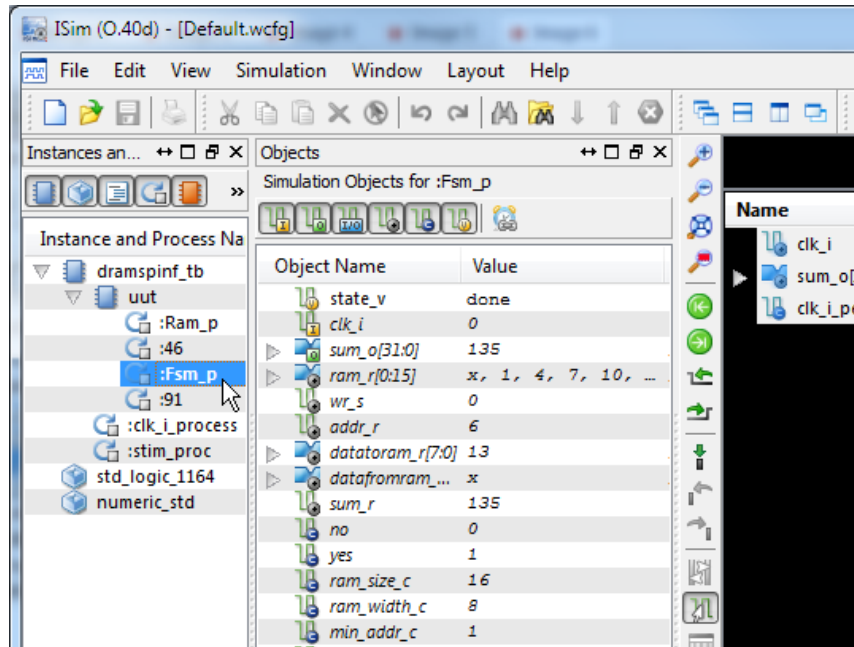 ISim (O.40d) - [Default.wcfg]
File Edit View Simulation Window Layout Help
Instances an...
»
Instance and Process Na
dramspinf_tb
uut
:Ram_p
:46
:Fsm_p
:91
:clk_i_process
:stim_proc
std_logic_1164
numeric_std
Objects
Simulation Objects for :Fsm_p
Object Name Value
state_v done
clk_i 0
sum_o[31:0] 135
ram_r[0:15] x, 1, 4, 7, 10, ...
wr_s 0
addr_r 6
datatoram_r[7:0] 13
datafromram_... x
sum_r 135
no 0
yes 1
ram_size_c 16
ram_width_c 8
min_addr_c 1
Name
clk_i
sum_o[
clk_i_pe